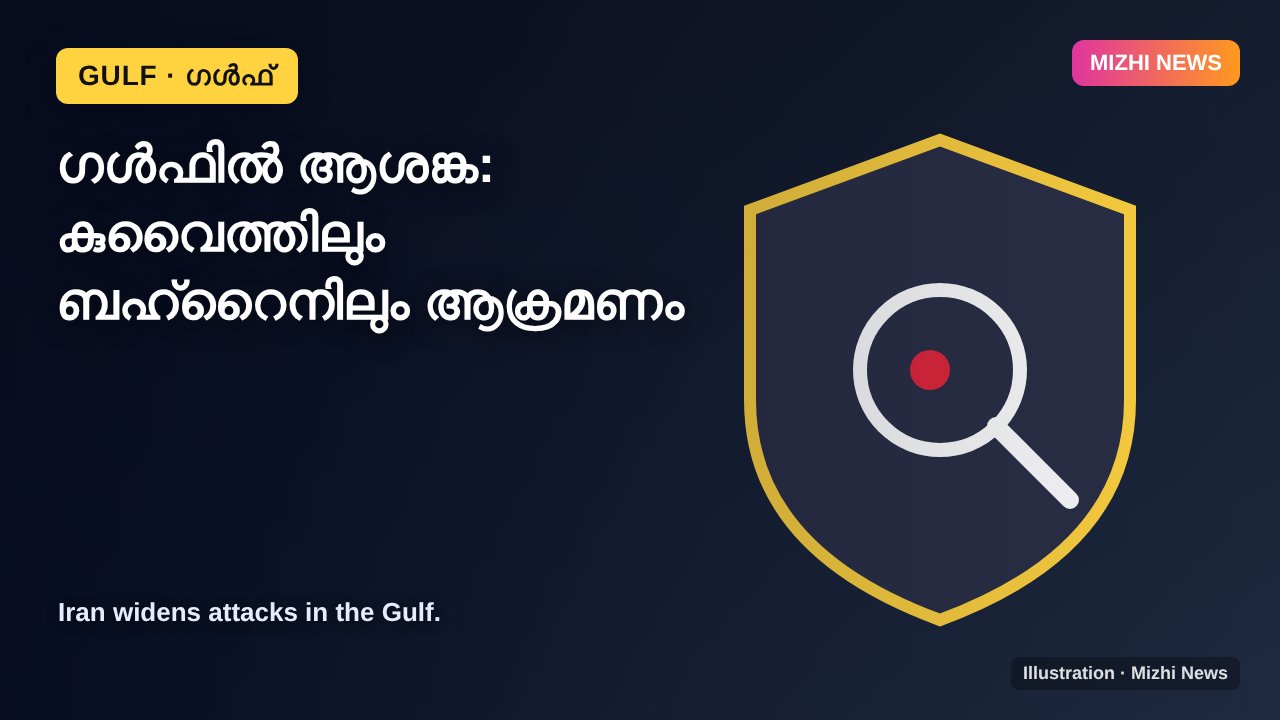 GULF · ഗൾഫ്
MIZHI NEWS
ഗൾഫിൽ ആശങ്ക:
കുവൈത്തിലും
ബഹ്റൈനിലും ആക്രമണം
Iran widens attacks in the Gulf.
Illustration · Mizhi News